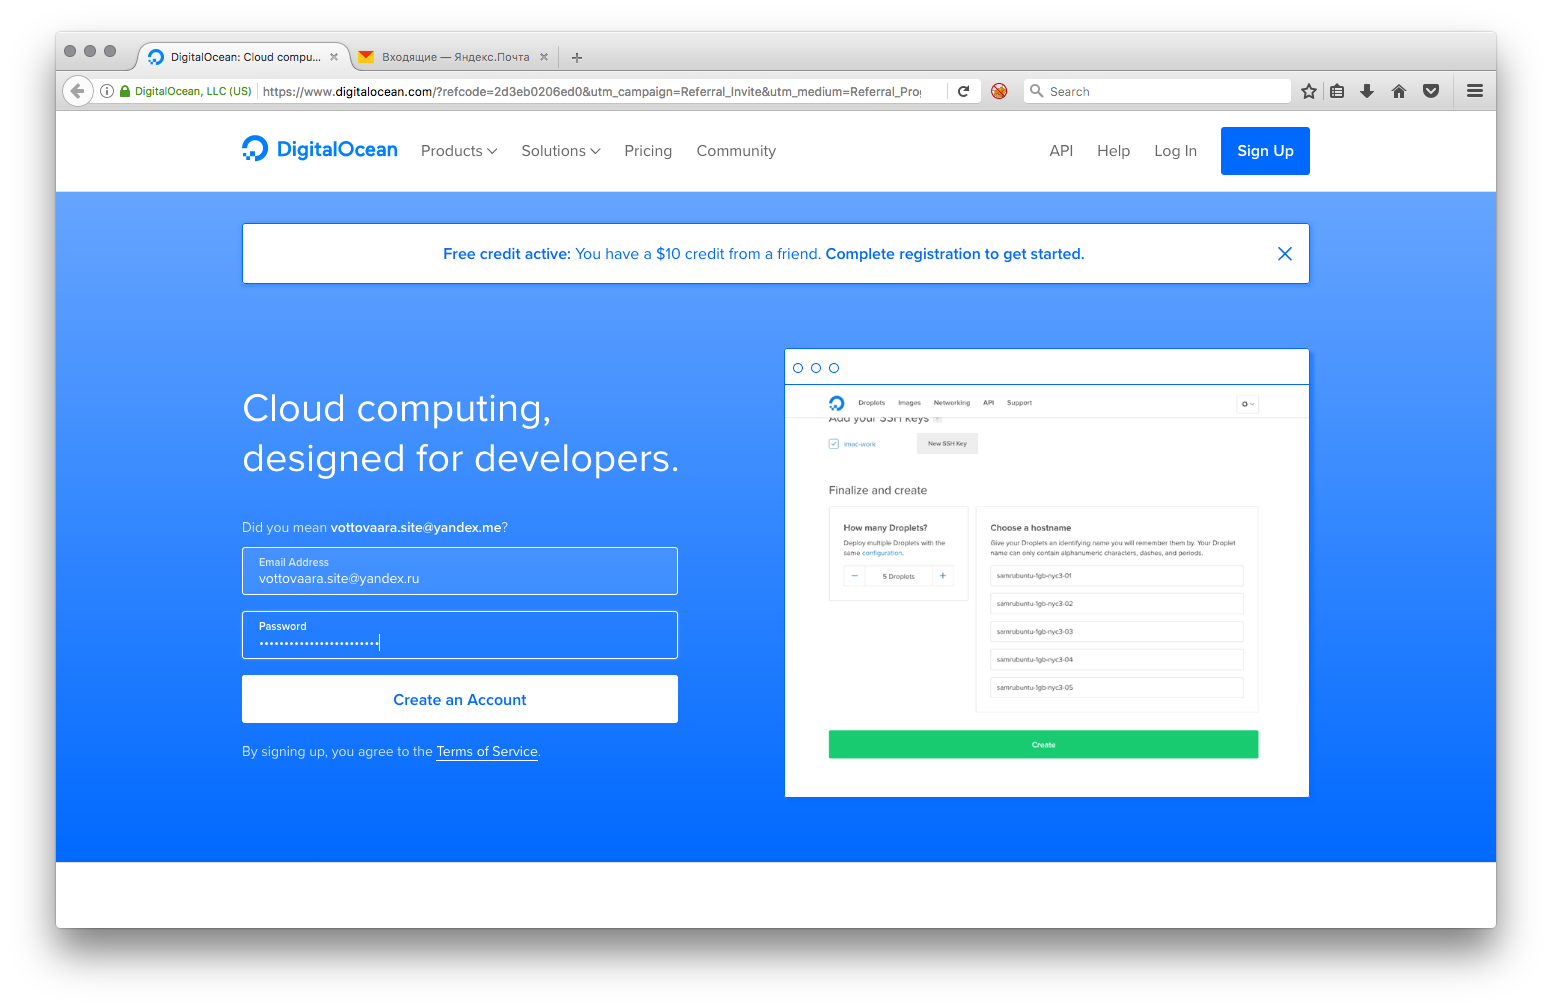 DigitalOcean: Cloud compu...
Входящие — Яндекс.Почта
DigitalOcean, LLC (US)
https://www.digitalocean.com/?refcode=2d3eb0206ed0&utm_campaign=Referral_Invite&utm_medium=Referral_Prog
Search
DigitalOcean
Products
Solutions
Pricing
Community
API
Help
Log In
Sign Up
Free credit active: You have a $10 credit from a friend. Complete registration to get started.
Cloud computing,
designed for developers.
Did you mean vottovaara.site@yandex.me?
Email Address
vottovaara.site@yandex.ru
Password
Create an Account
By signing up, you agree to the Terms of Service.
Droplets
Images
Networking
API
Support
Add your SSH keys
imac-work
New SSH Key
Finalize and create
How many Droplets?
Deploy multiple Droplets with the
same configuration.
5 Droplets
Choose a hostname
Give your Droplets an identifying name you will remember them by. Your Droplet
name can only contain alphanumeric characters, dashes, and periods.
samrubuntu-1gb-nyc3-01
samrubuntu-1gb-nyc3-02
samrubuntu-1gb-nyc3-03
samrubuntu-1gb-nyc3-04
samrubuntu-1gb-nyc3-05
Create